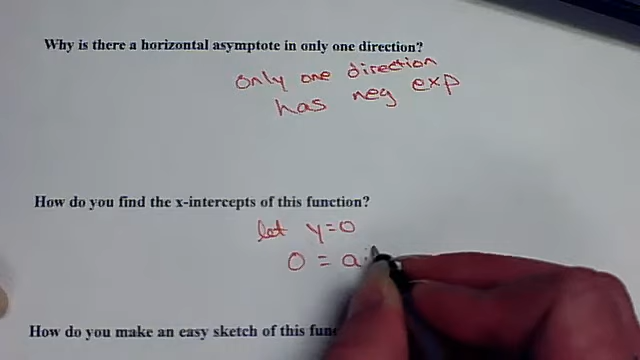 Why is there a horizontal asymptote in only one direction?
only one direction
has neg exp
How do you find the x-intercepts of this function?
let y=0
0 = a
How do you make an easy sketch of this